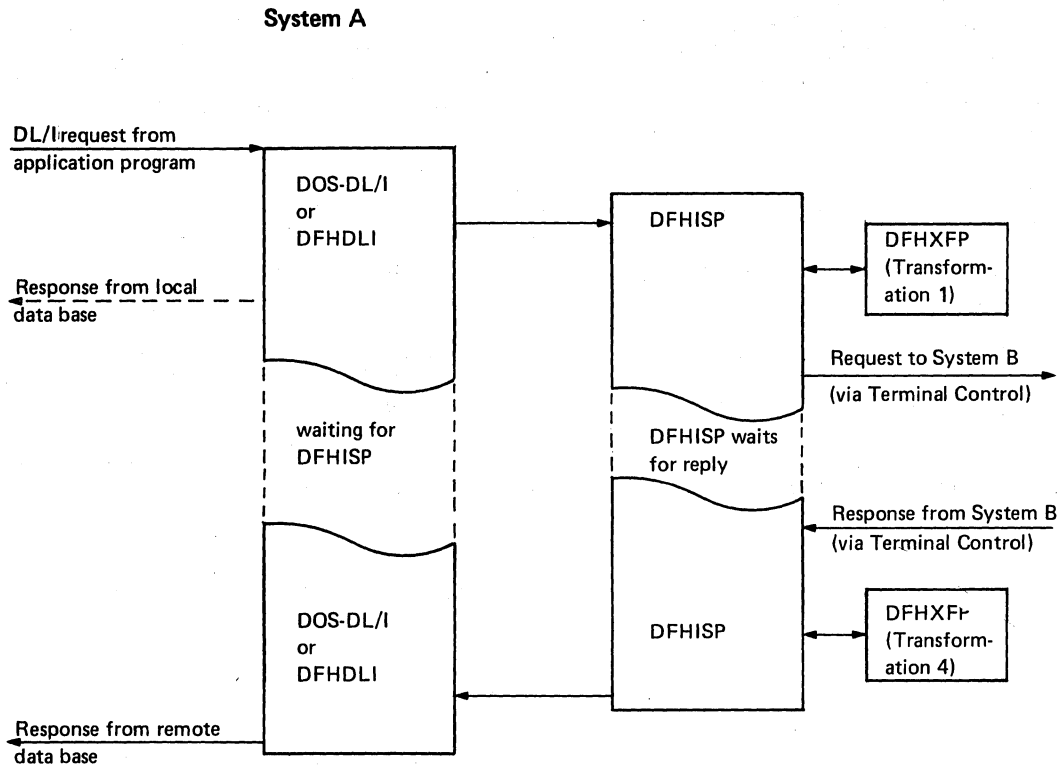 System A
DL/I request from
application program
DOS-DL/I
or
DFHDLI
DFHISP
DFHXFP
(Transform-
ation 1)
Response from local
data base
Request to System B
(via Terminal Control)
waiting for
DFHISP
DFHISP waits
for reply
Response from System B
(via Terminal Control)
DOS-DL/I
or
DFHDLI
DFHISP
DFHXFP
(Transform-
ation 4)
Response from remote
data base